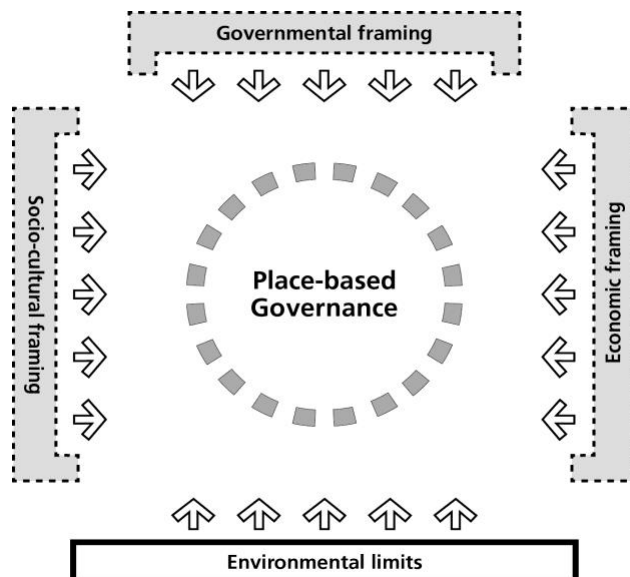 Governmental framing
Socio-cultural framing
Place-based
Governance
Economic framing
Environmental limits